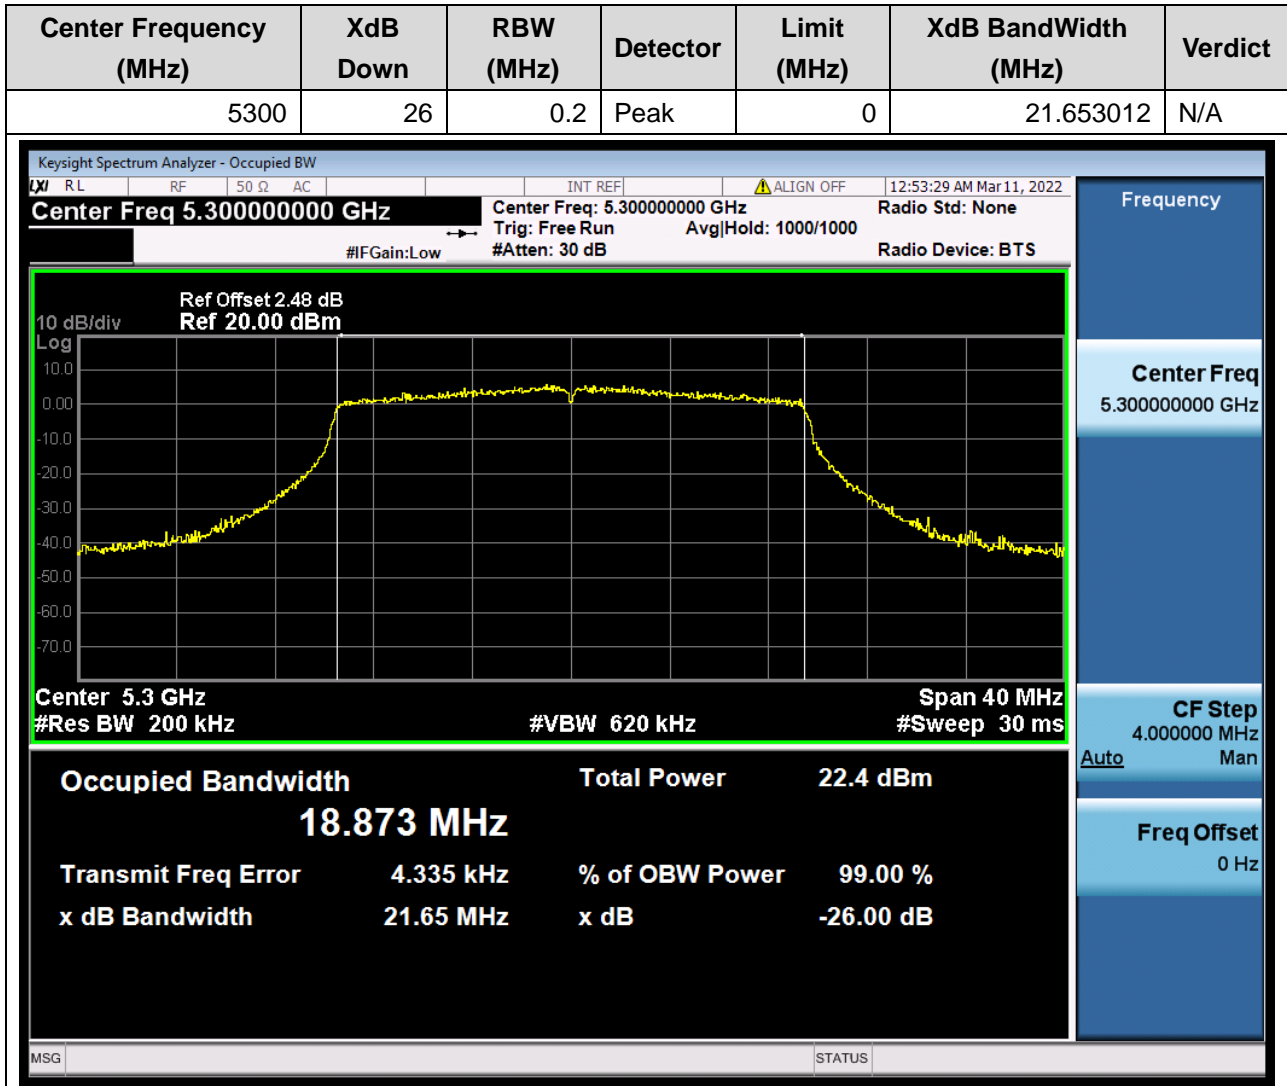 Center Frequency (MHz) XdB Down RBW (MHz) Detector Limit (MHz) XdB BandWidth (MHz) Verdict
5300 26 0.2 Peak 0 21.653012 N/A
Keysight Spectrum Analyzer - Occupied BW
LXI RL RF 50 Ω AC INT REF ALIGN OFF 12:53:29 AM Mar 11, 2022
Center Freq 5.300000000 GHz
Center Freq: 5.300000000 GHz
Radio Std: None
Trig: Free Run Avg|Hold: 1000/1000
#IFGain:Low #Atten: 30 dB Radio Device: BTS
Ref Offset 2.48 dB
10 dB/div Ref 20.00 dBm
Log
10.0
0.00
-10.0
-20.0
-30.0
-40.0
-50.0
-60.0
-70.0
Center 5.3 GHz Span 40 MHz
#Res BW 200 kHz #VBW 620 kHz #Sweep 30 ms
Occupied Bandwidth Total Power 22.4 dBm
18.873 MHz
Transmit Freq Error 4.335 kHz % of OBW Power 99.00 %
x dB Bandwidth 21.65 MHz x dB -26.00 dB
Frequency
Center Freq
5.300000000 GHz
CF Step
4.000000 MHz
Auto Man
Freq Offset
0 Hz
MSG STATUS